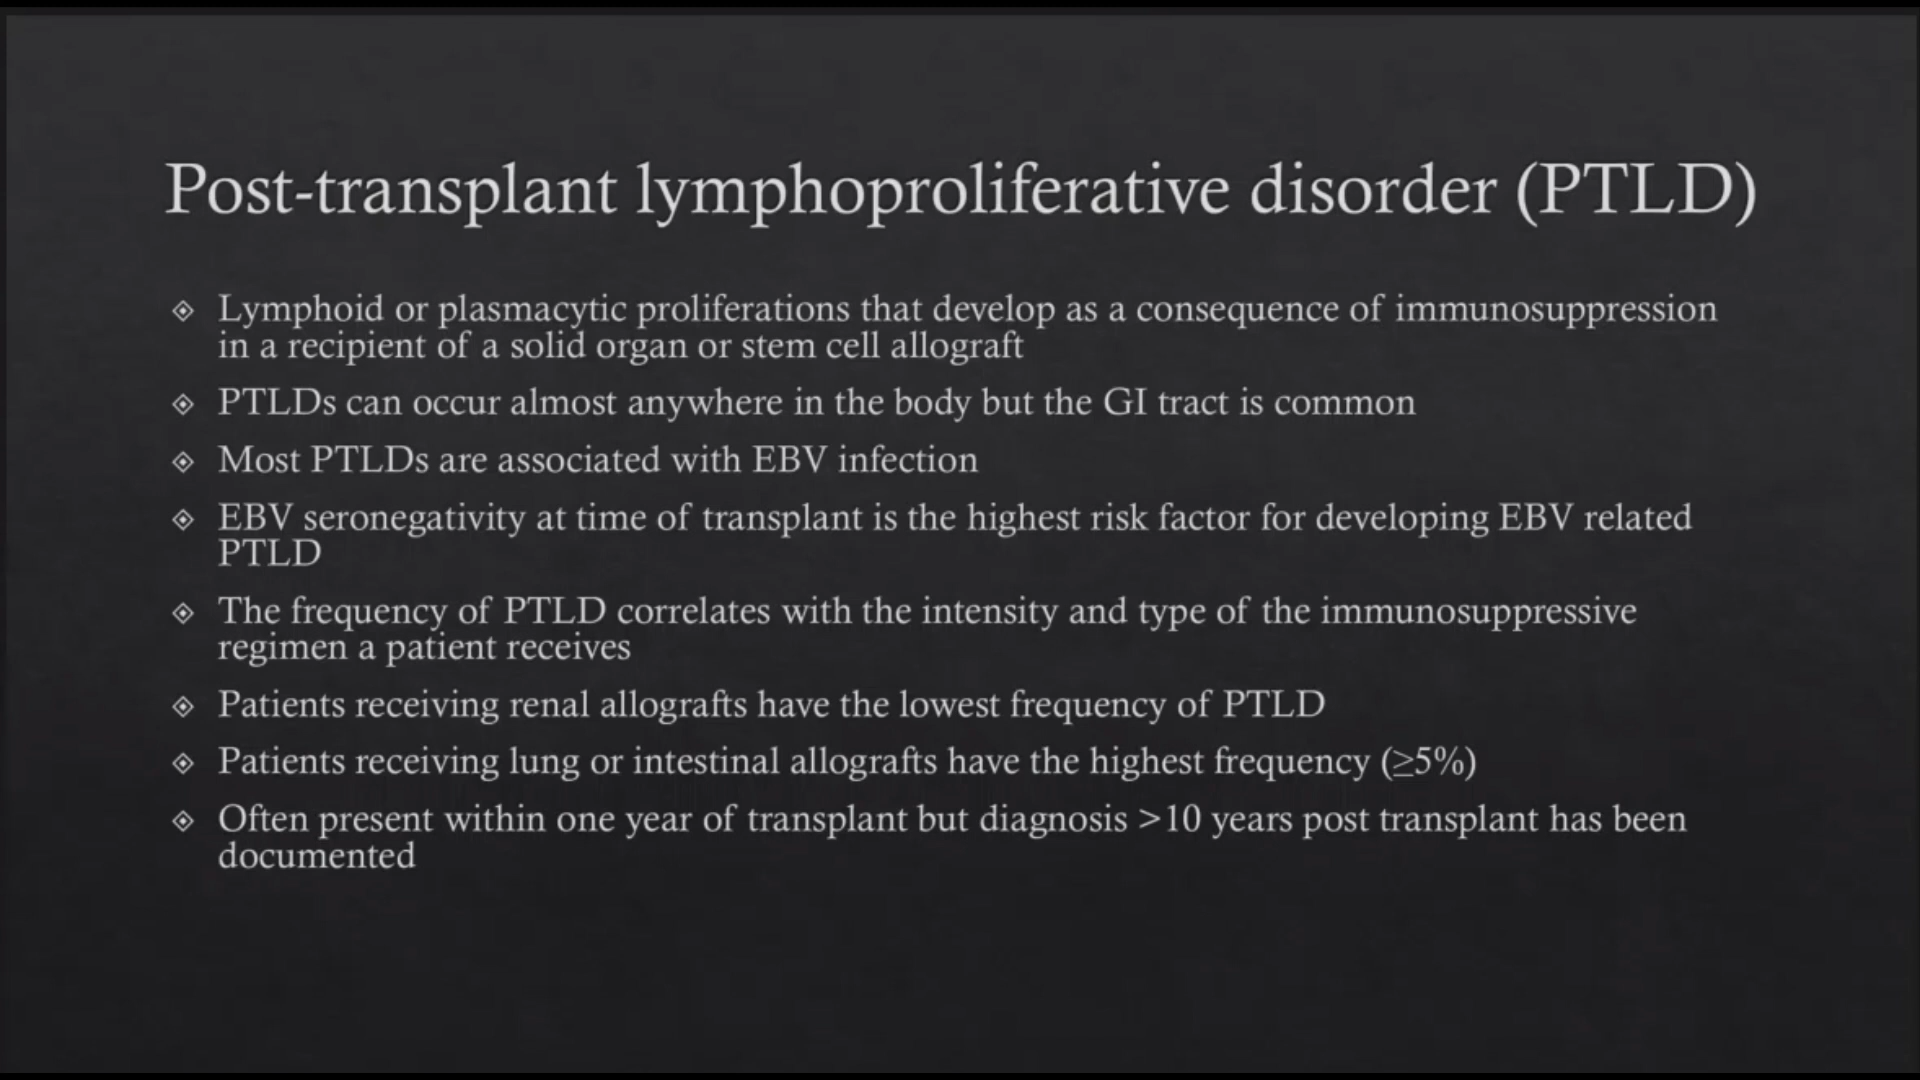 Post-transplant lymphoproliferative disorder (PTLD)
Lymphoid or plasmacytic proliferations that develop as a consequence of immunosuppression
in a recipient of a solid organ or stem cell allograft
PTLDs can occur almost anywhere in the body but the GI tract is common
Most PTLDs are associated with EBV infection
EBV seronegativity at time of transplant is the highest risk factor for developing EBV related
PTLD
The frequency of PTLD correlates with the intensity and type of the immunosuppressive
regimen a patient receives
Patients receiving renal allografts have the lowest frequency of PTLD
Patients receiving lung or intestinal allografts have the highest frequency (≥5%)
Often present within one year of transplant but diagnosis >10 years post transplant has been
documented